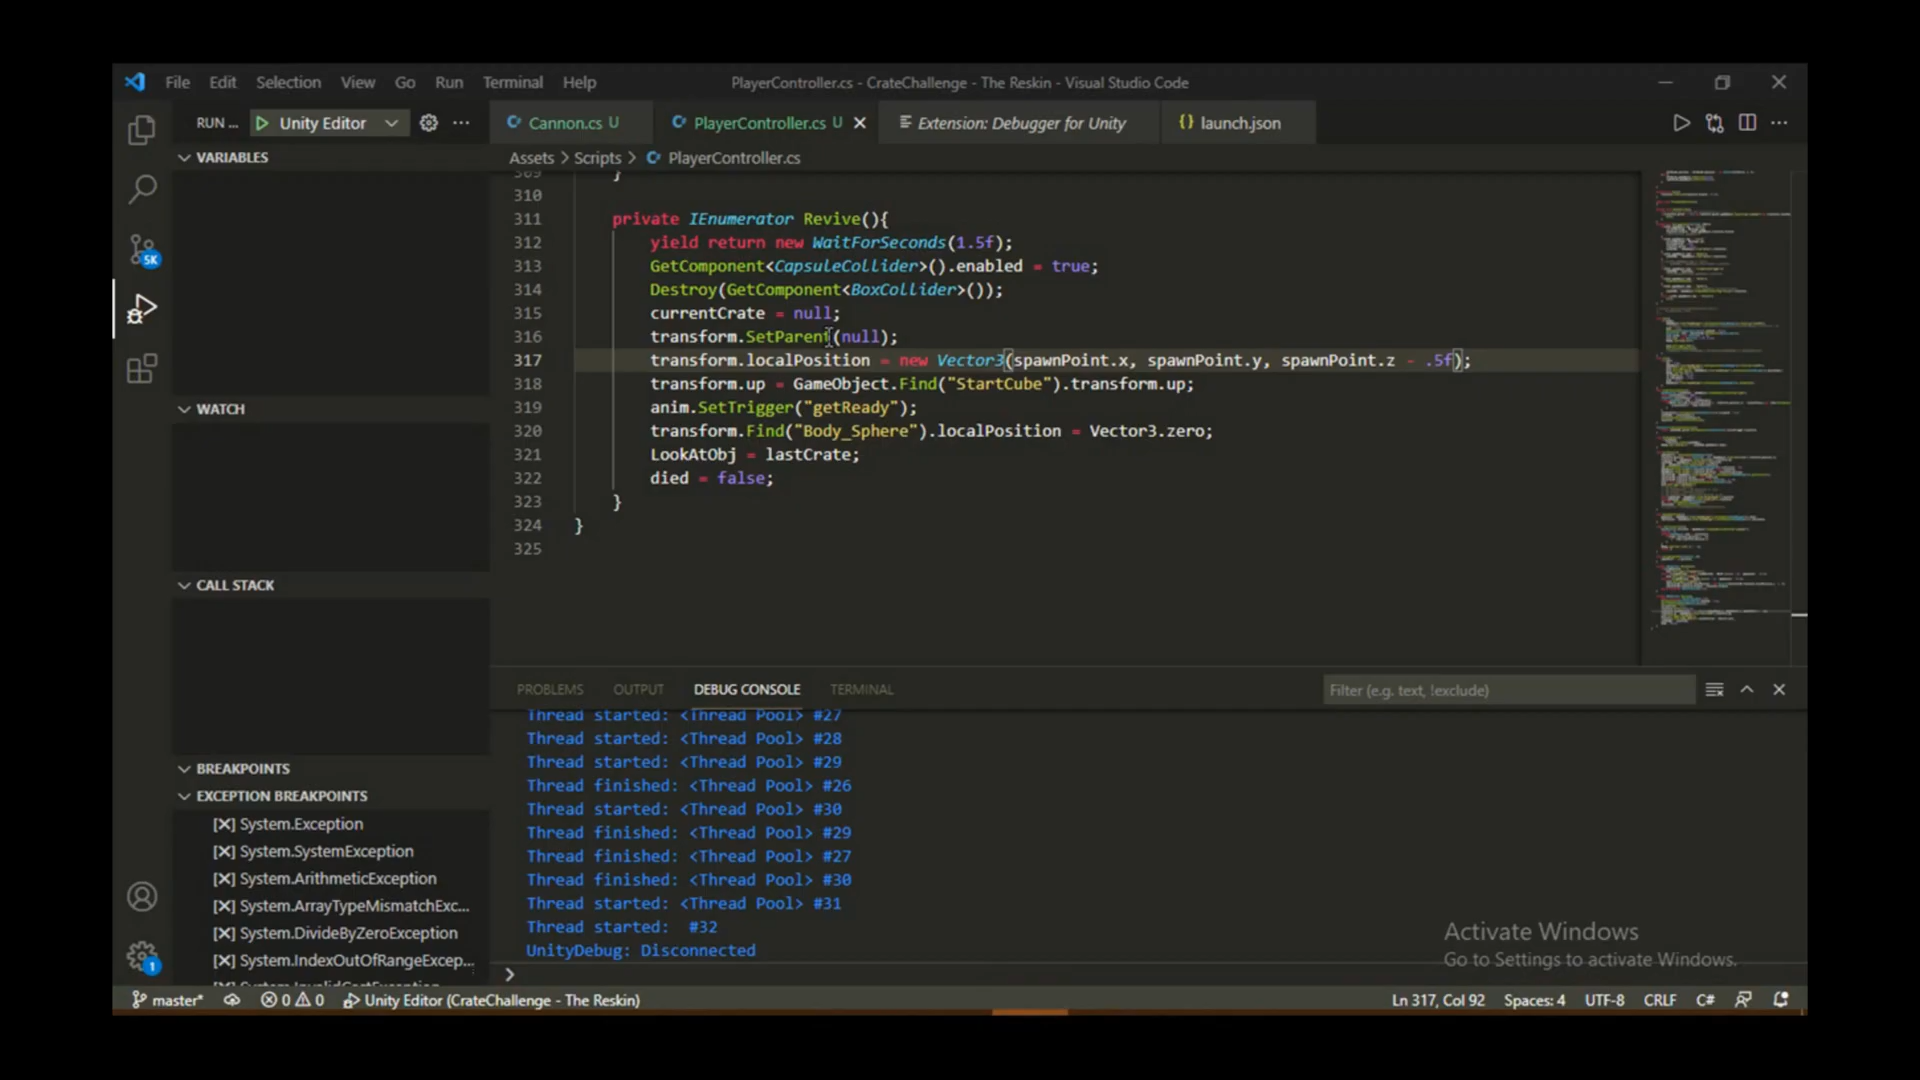 File Edit Selection View Go Run Terminal Help PlayerController.cs - CrateChallenge - The Reskin - Visual Studio Code
RUN ... Unity Editor ... Cannon.cs U PlayerController.cs U Extension: Debugger for Unity {} launch.json ...
Assets > Scripts > PlayerController.cs
VARIABLES
WATCH
CALL STACK
BREAKPOINTS
EXCEPTION BREAKPOINTS
[X] System.Exception
[X] System.SystemException
[X] System.ArithmeticException
[X] System.ArrayTypeMismatchExc...
[X] System.DivideByZeroException
[X] System.IndexOutOfRangeExcep...
5K
1
309 }
310
311 private IEnumerator Revive(){
312 yield return new WaitForSeconds(1.5f);
313 GetComponent<CapsuleCollider>().enabled = true;
314 Destroy(GetComponent<BoxCollider>());
315 currentCrate = null;
316 transform.SetParent(null);
317 transform.localPosition = new Vector3(spawnPoint.x, spawnPoint.y, spawnPoint.z - .5f);
318 transform.up = GameObject.Find("StartCube").transform.up;
319 anim.SetTrigger("getReady");
320 transform.Find("Body_Sphere").localPosition = Vector3.zero;
321 LookAtObj = lastCrate;
322 died = false;
323 }
324 }
325
PROBLEMS OUTPUT DEBUG CONSOLE TERMINAL Filter (e.g. text, !exclude)
Thread started: <Thread Pool> #27
Thread started: <Thread Pool> #28
Thread started: <Thread Pool> #29
Thread finished: <Thread Pool> #26
Thread started: <Thread Pool> #30
Thread finished: <Thread Pool> #29
Thread finished: <Thread Pool> #27
Thread finished: <Thread Pool> #30
Thread started: <Thread Pool> #31
Thread started: #32
UnityDebug: Disconnected
>
Activate Windows
Go to Settings to activate Windows.
master* 0 0 Unity Editor (CrateChallenge - The Reskin) Ln 317, Col 92 Spaces: 4 UTF-8 CRLF C#